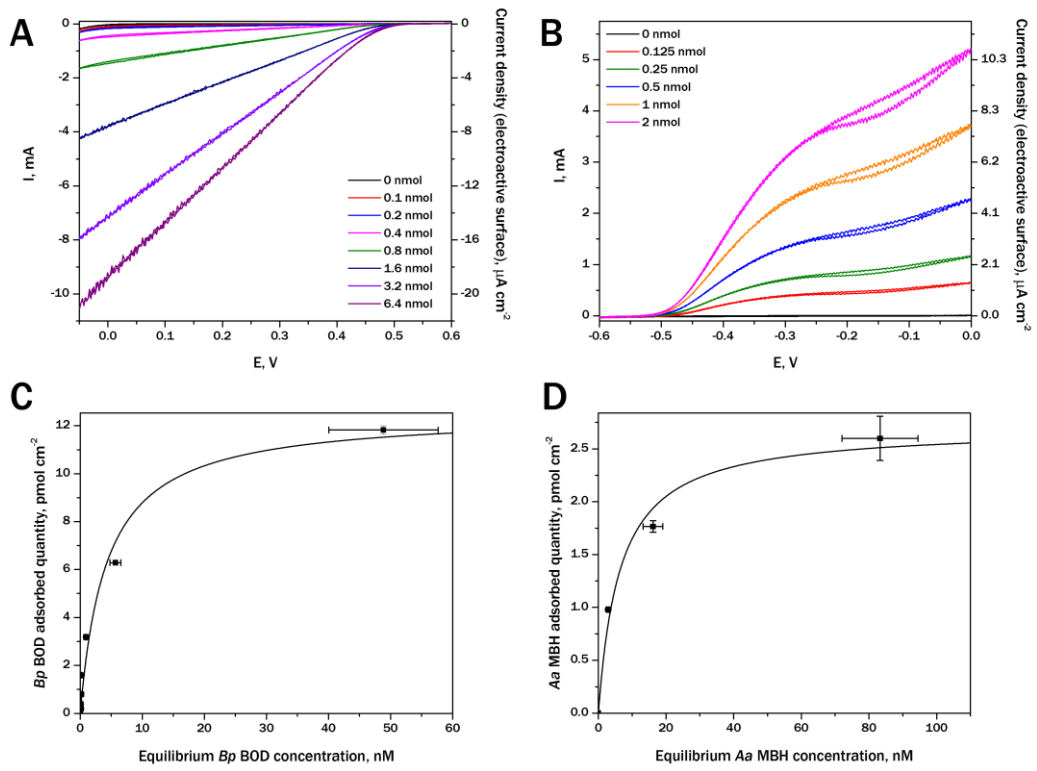 A
I, mA
0
-2
-4
-6
-8
-10
0.0 0.1 0.2 0.3 0.4 0.5 0.6
E, V
0 nmol
0.1 nmol
0.2 nmol
0.4 nmol
0.8 nmol
1.6 nmol
3.2 nmol
6.4 nmol
0
-4
-8
-12
-16
-20
Current density (electroactive surface), μA cm-2
B
I, mA
5
4
3
2
1
0
-0.6 -0.5 -0.4 -0.3 -0.2 -0.1 0.0
E, V
0 nmol
0.125 nmol
0.25 nmol
0.5 nmol
1 nmol
2 nmol
10.3
8.3
6.2
4.1
2.1
0.0
Current density (electroactive surface), μA cm-2
C
Bp BOD adsorbed quantity, pmol cm-2
12
10
8
6
4
2
0
0 10 20 30 40 50 60
Equilibrium Bp BOD concentration, nM
D
Aa MBH adsorbed quantity, pmol cm-2
2.5
2.0
1.5
1.0
0.5
0.0
0 20 40 60 80 100
Equilibrium Aa MBH concentration, nM